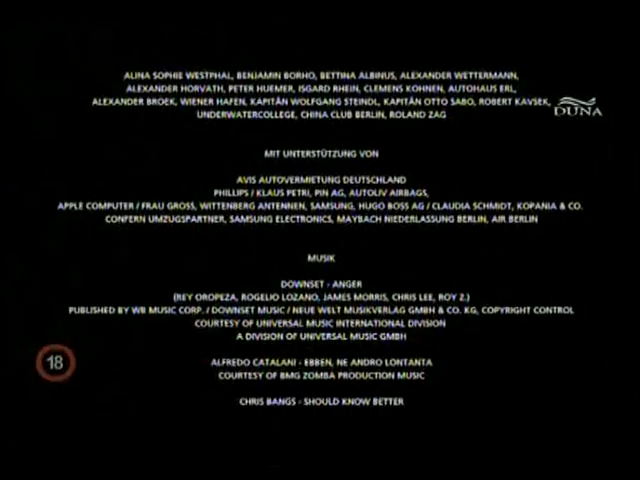 ALINA SOPHIE WESTPHAL, BENJAMIN BORHO, BETTINA ALBINUS, ALEXANDER WETTERMANN,
ALEXANDER HORVATH, PETER HUEMER, ISGARD RHEIN, CLEMENS KOHNEN, AUTOHAUS ERL,
ALEXANDER BROEK, WIENER HAFEN, KAPITÄN WOLFGANG STEINDL, KAPITÄN OTTO SABO, ROBERT KAVSEK,
DUNA
UNDERWATERCOLLEGE, CHINA CLUB BERLIN, ROLAND ZAG
MIT UNTERSTÜTZUNG VON
AVIS AUTOVERMIETUNG DEUTSCHLAND
PHILLIPS / KLAUS PETRI, PIN AG, AUTOLIV AIRBAGS,
APPLE COMPUTER / FRAU GROSS, WITTENBERG ANTENNEN, SAMSUNG, HUGO BOSS AG / CLAUDIA SCHMIDT, KOPANIA & CO.
CONFERN UMZUGSPARTNER, SAMSUNG ELECTRONICS, MAYBACH NIEDERLASSUNG BERLIN, AIR BERLIN
MUSIK
DOWNSET - ANGER
(REY OROPEZA, ROGELIO LOZANO, JAMES MORRIS, CHRIS LEE, ROY Z.)
PUBLISHED BY WB MUSIC CORP. / DOWNSET MUSIC / NEUE WELT MUSIKVERLAG GMBH & CO. KG, COPYRIGHT CONTROL
COURTESY OF UNIVERSAL MUSIC INTERNATIONAL DIVISION
A DIVISION OF UNIVERSAL MUSIC GMBH
18
ALFREDO CATALANI - EBBEN, NE ANDRO LONTANTA
COURTESY OF BMG ZOMBA PRODUCTION MUSIC
CHRIS BANGS - SHOULD KNOW BETTER